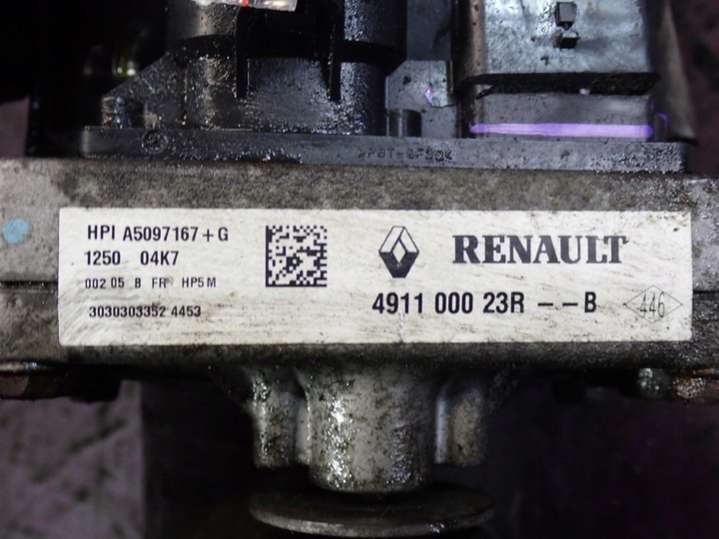 HPI A5097167+G
1250 04K7
002 05 B FR HP5M
3030303352 4453
RENAULT
4911 000 23R - - B
446